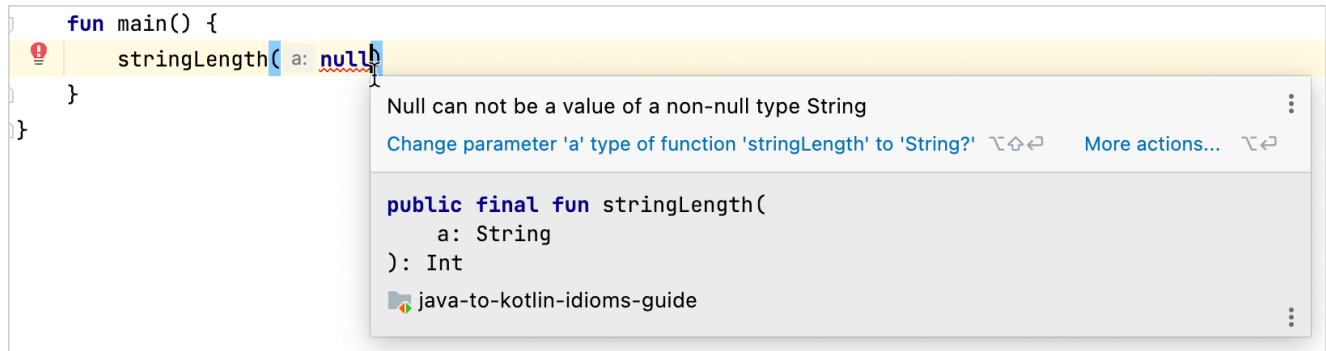 fun main() {
stringLength( a: null)
}
}
Null can not be a value of a non-null type String
Change parameter 'a' type of function 'stringLength' to 'String?' ⌥⇧⏎ More actions... ⌥⏎
public final fun stringLength(
a: String
): Int
java-to-kotlin-idioms-guide